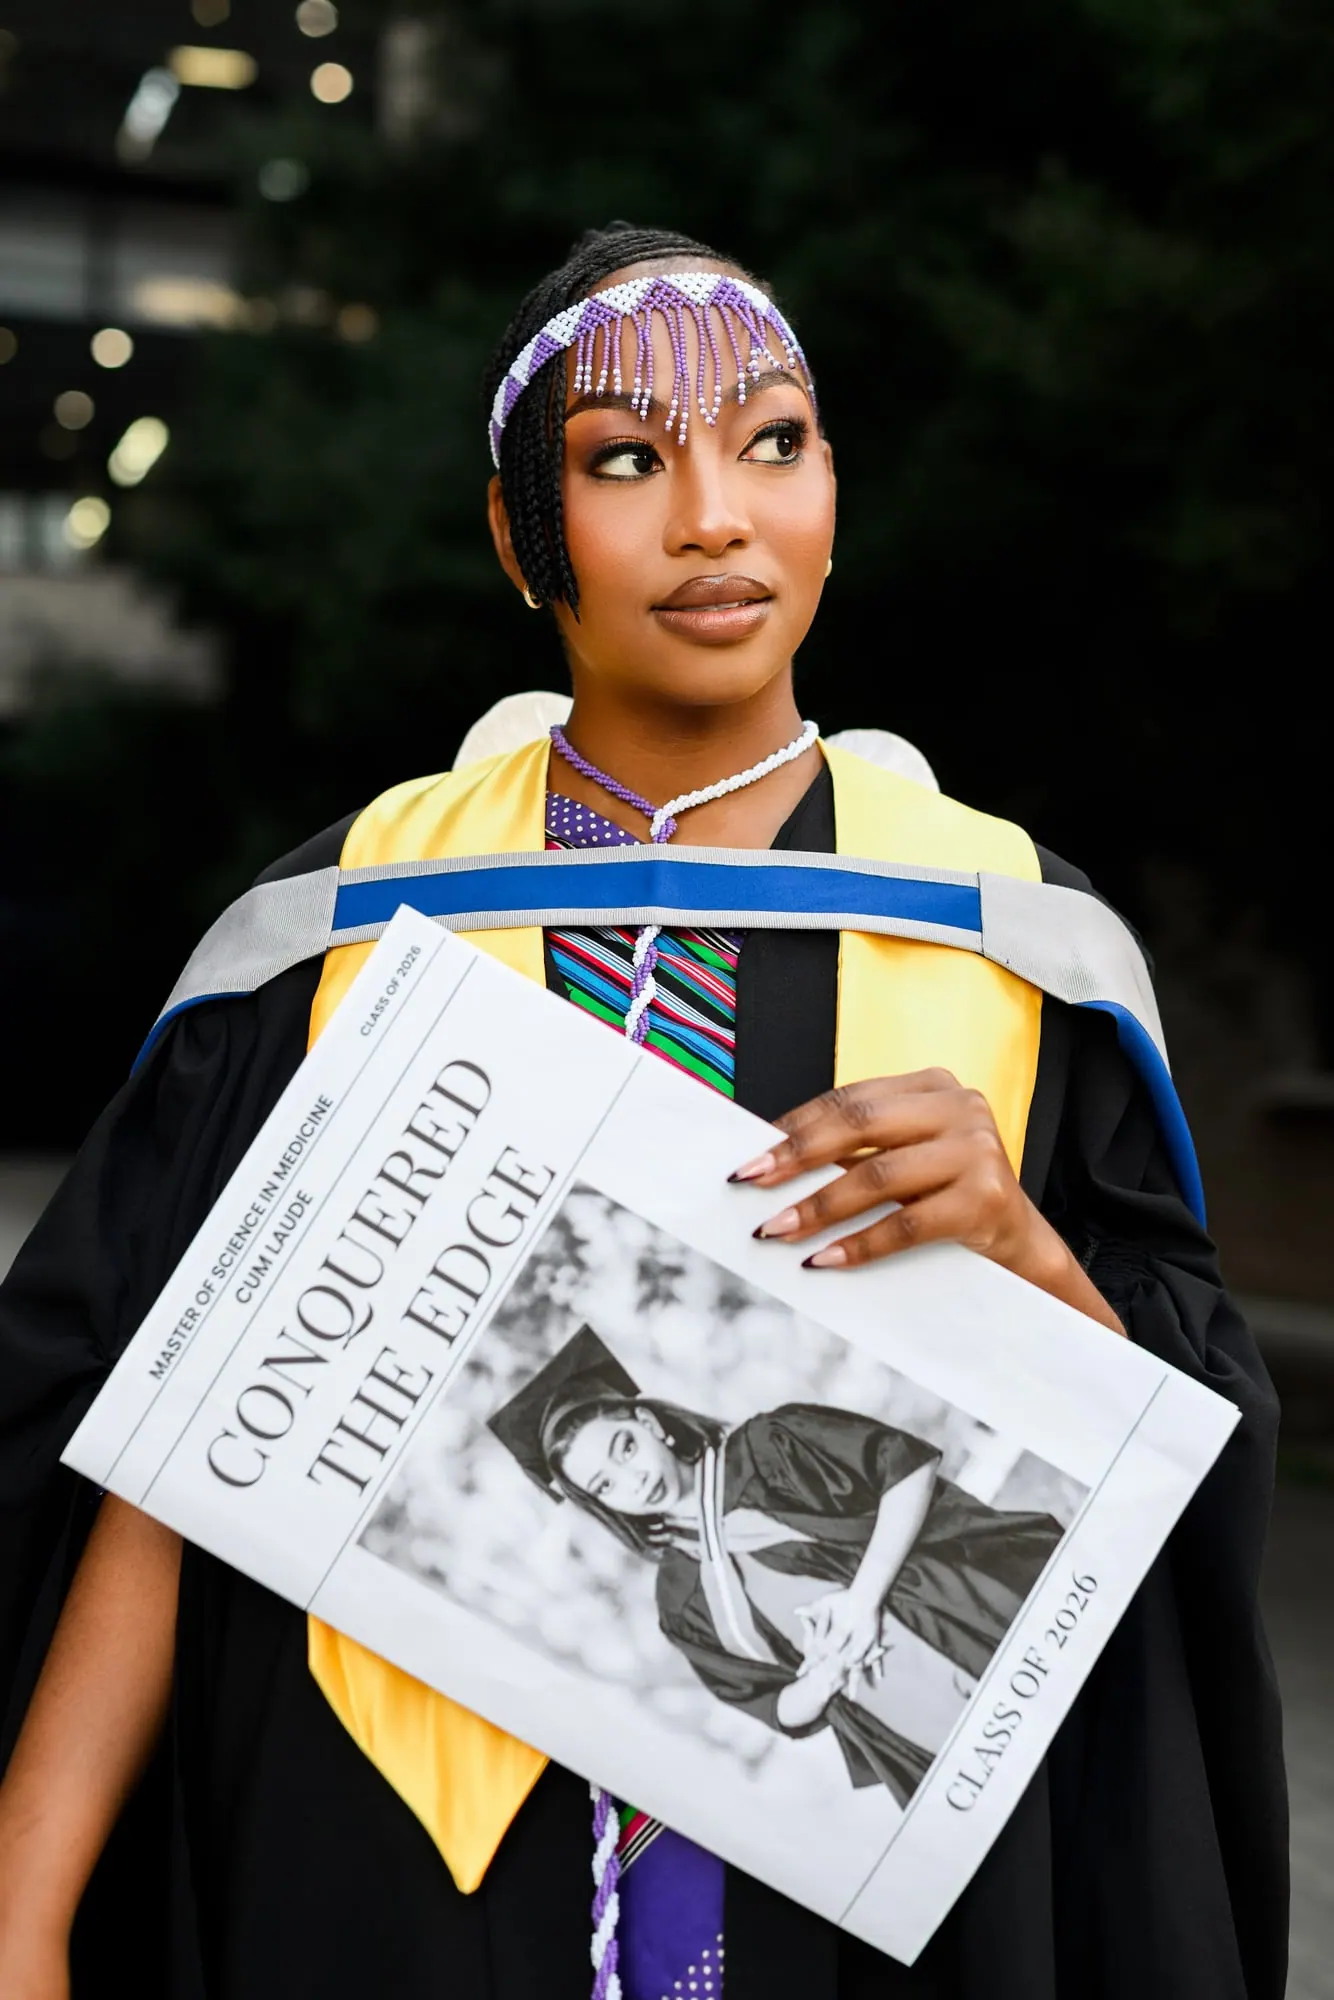 CLASS OF 2026
MASTER OF SCIENCE IN MEDICINE
CUM LAUDE
CONQUERED
THE EDGE
CLASS OF 2026